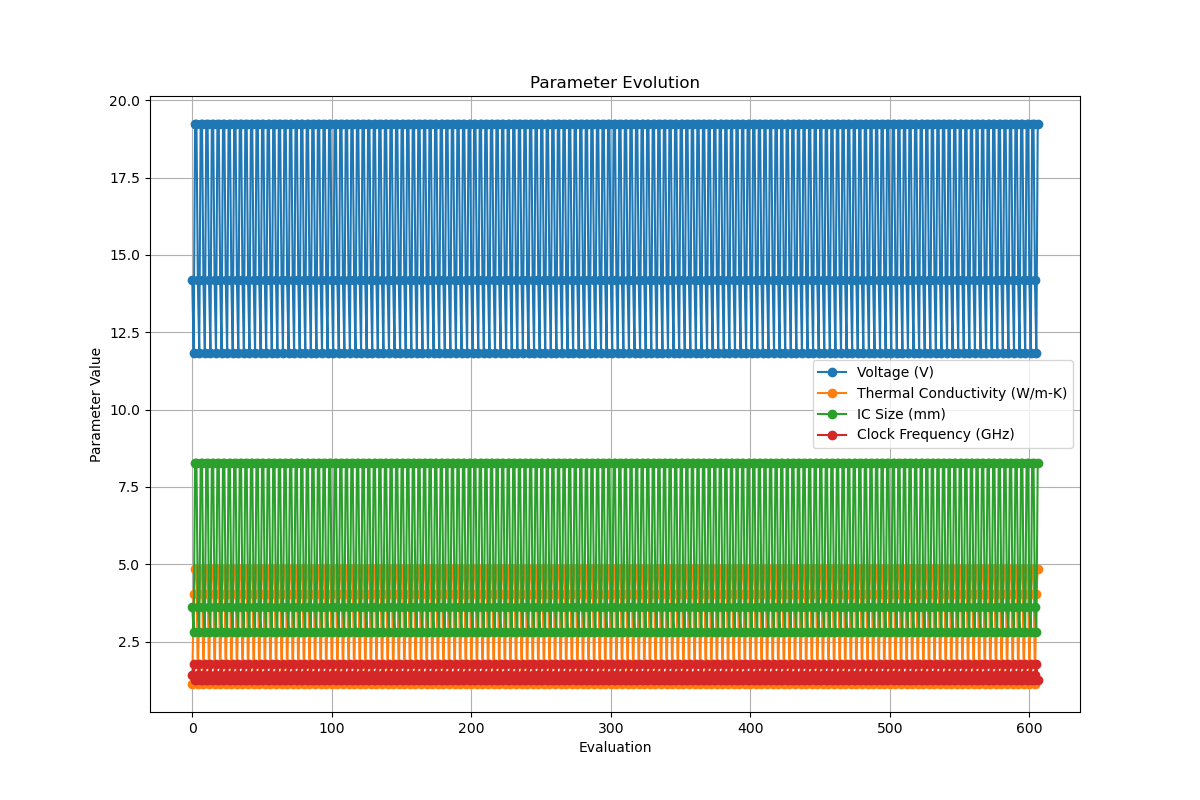 Parameter Evolution
20.0
17.5
15.0
12.5
10.0
7.5
5.0
2.5
Parameter Value
Voltage (V)
Thermal Conductivity (W/m-K)
IC Size (mm)
Clock Frequency (GHz)
0 100 200 300 400 500 600
Evaluation